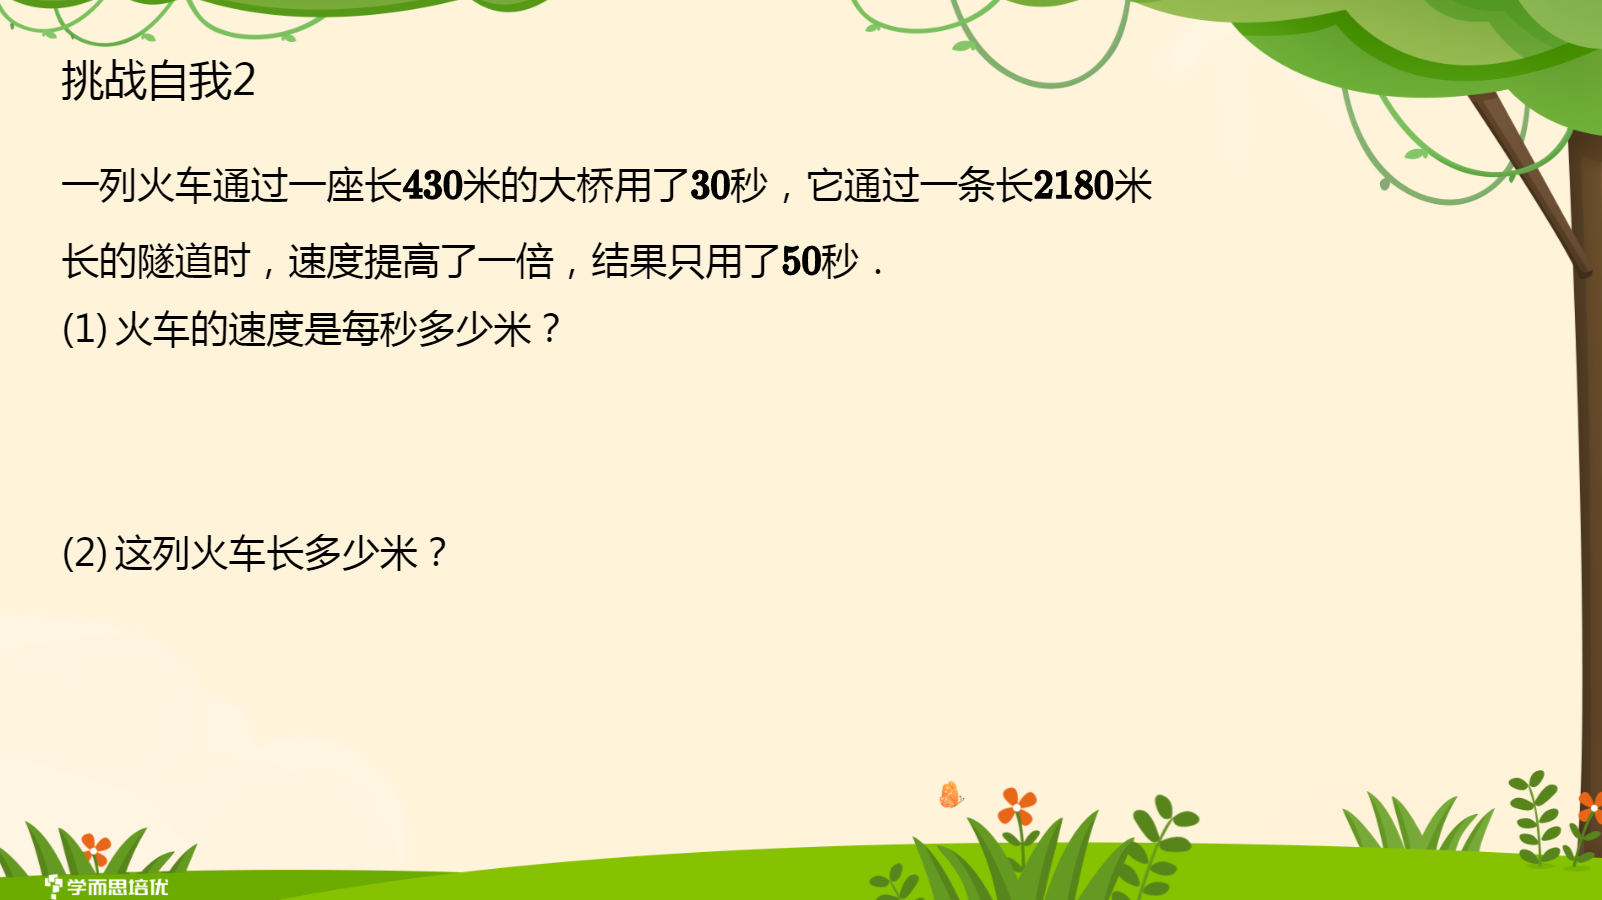 挑战自我2
一列火车通过一座长430米的大桥用了30秒，它通过一条长2180米
长的隧道时，速度提高了一倍，结果只用了50秒．
(1) 火车的速度是每秒多少米？
(2) 这列火车长多少米？
学而思培优